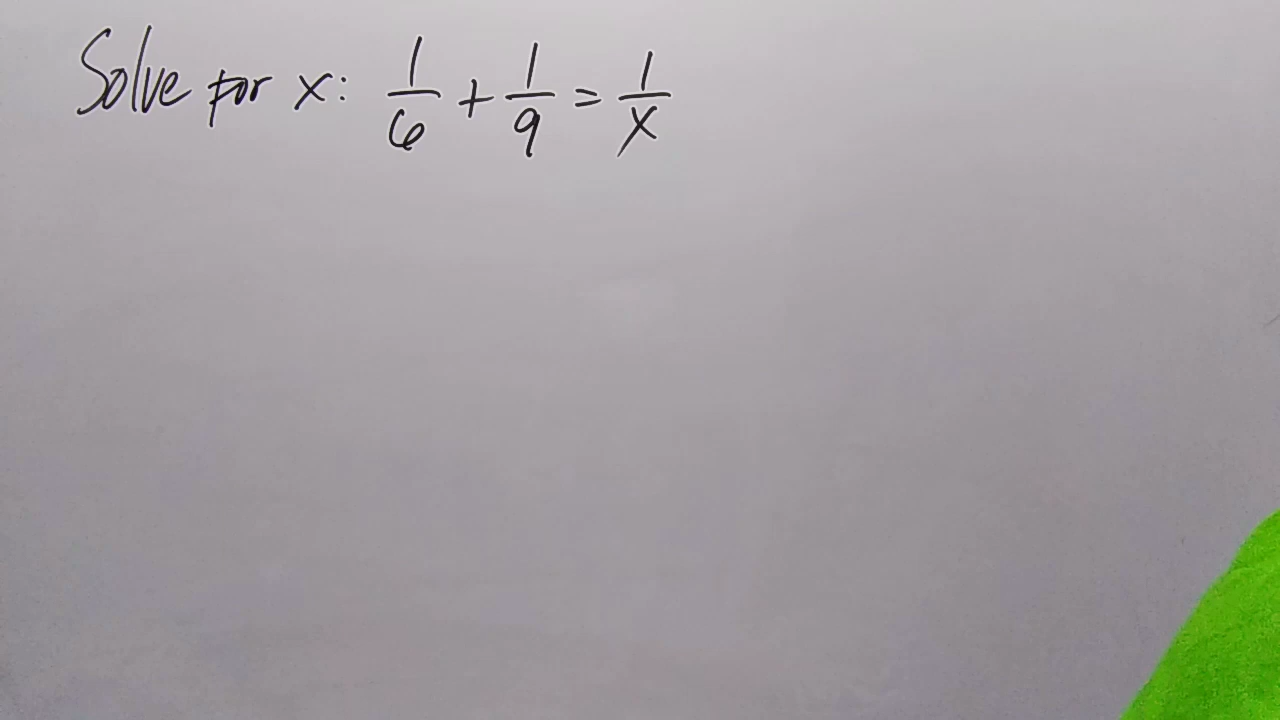 Solve for x: 1/6 + 1/9 = 1/x